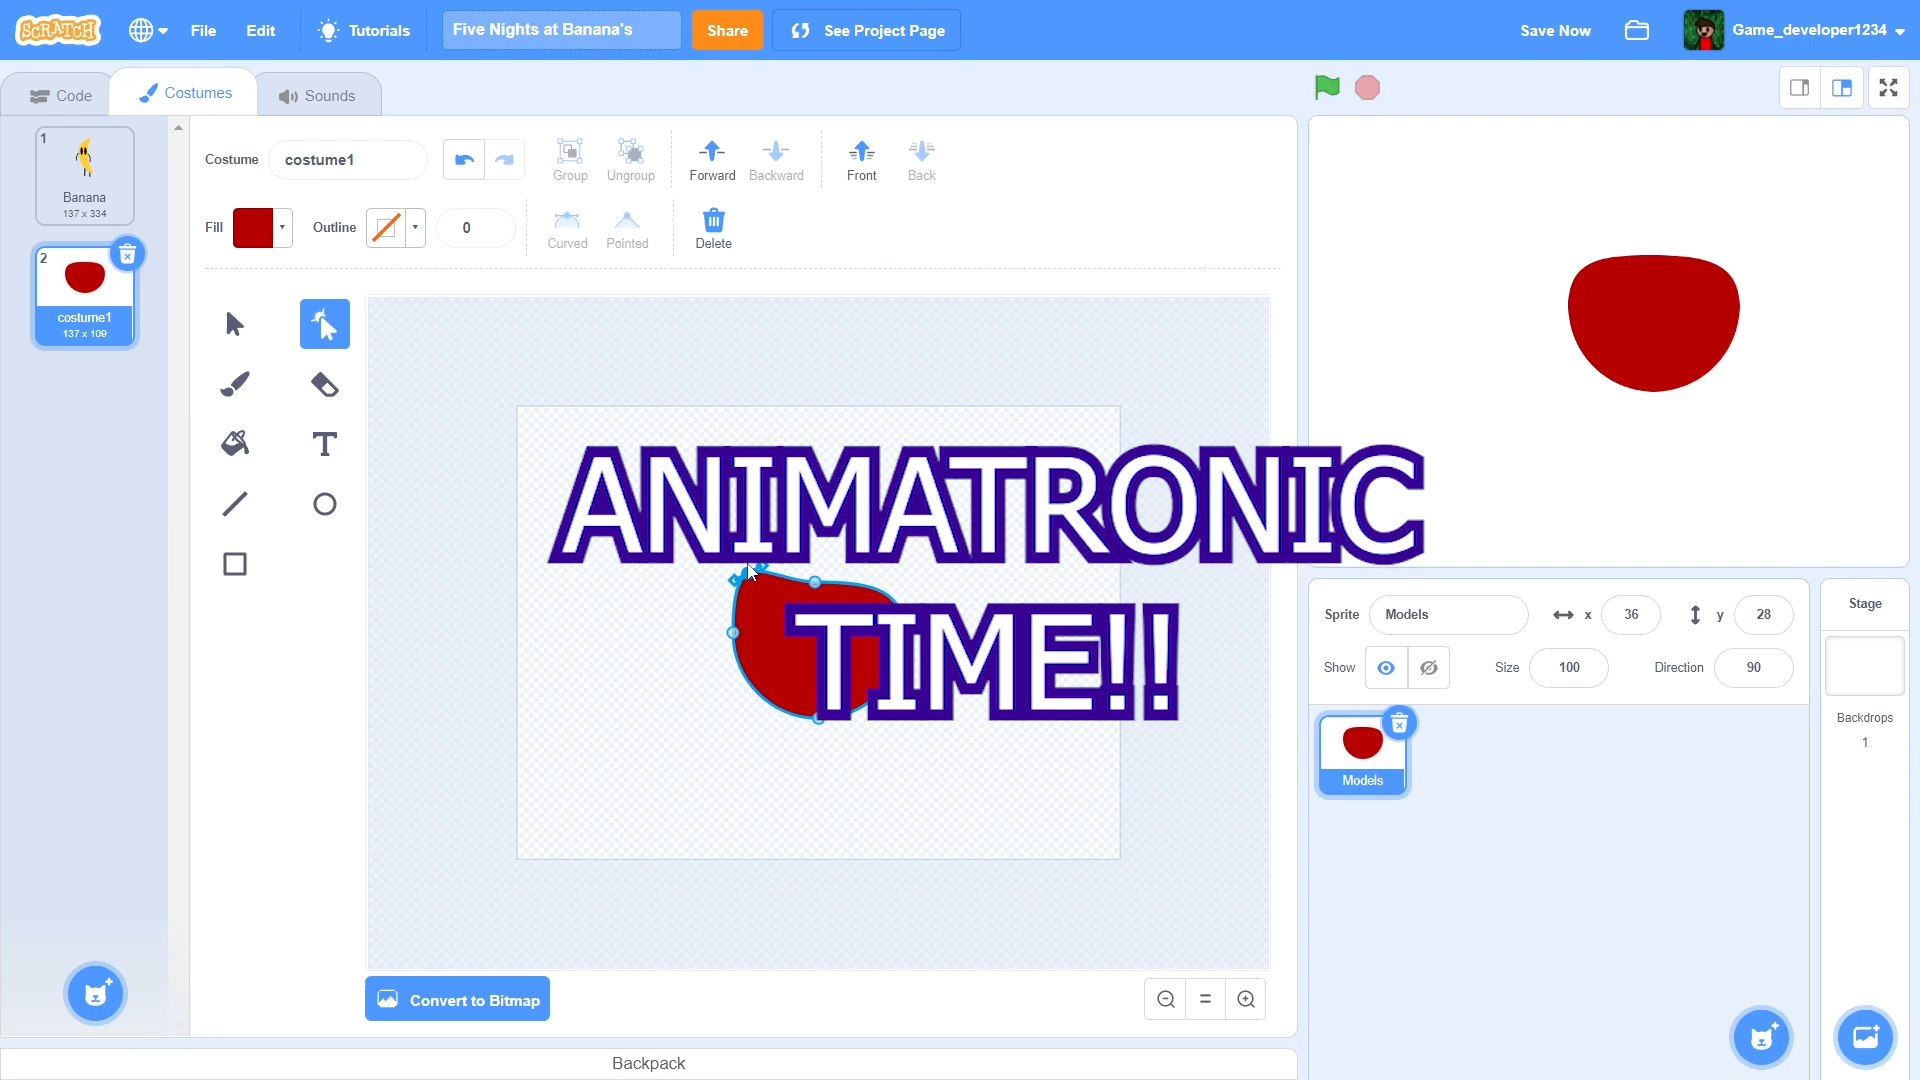 SCRATCH
File
Edit
Tutorials
Five Nights at Banana's
Share
See Project Page
Save Now
Game_developer1234
Code
Costumes
Sounds
1
Banana
137 x 334
2
costume1
137 x 109
Costume
costume1
Group
Ungroup
Forward
Backward
Front
Back
Fill
Outline
0
Curved
Pointed
Delete
T
ANIMATRONIC
TIME!!
Convert to Bitmap
Backpack
Sprite
Models
x
36
y
28
Show
Size
100
Direction
90
Models
Stage
Backdrops
1